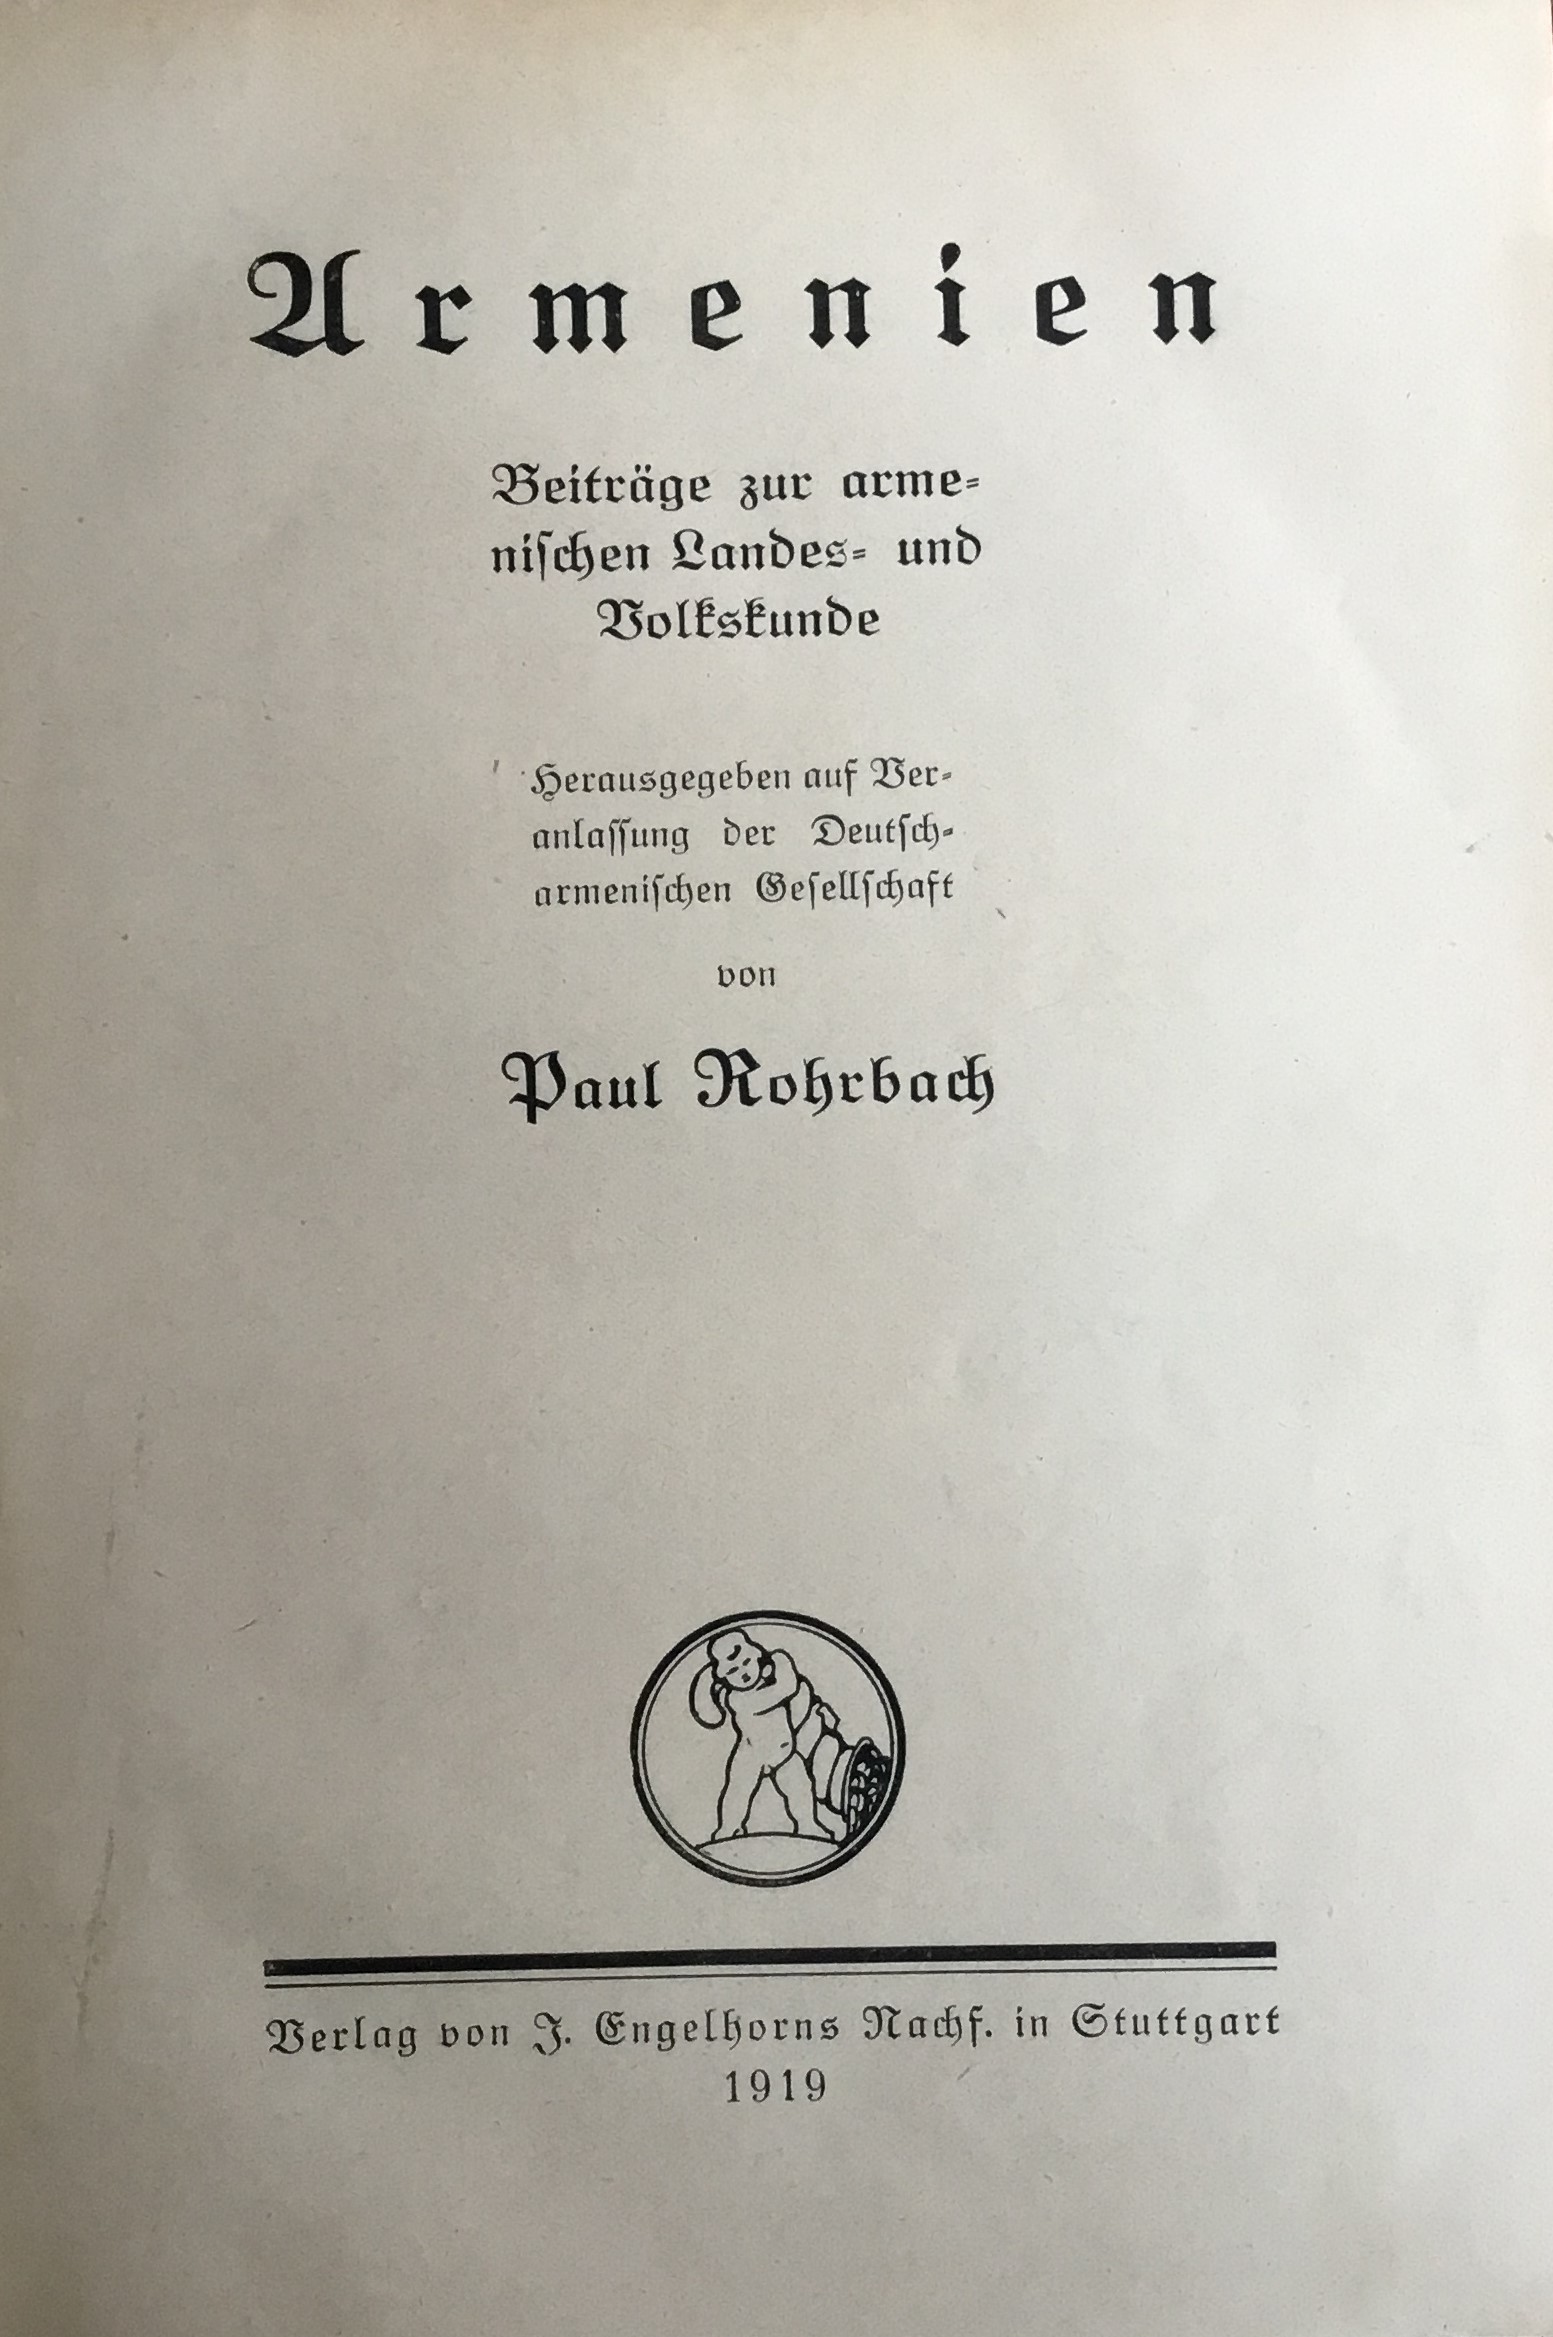 Armenien
Beiträge zur arme-
nischen Landes- und
Volkskunde
Herausgegeben auf Ver-
anlassung der Deutsch-
armenischen Gesellschaft
von
Paul Rohrbach
Verlag von J. Engelhorns Nachf. in Stuttgart
1919